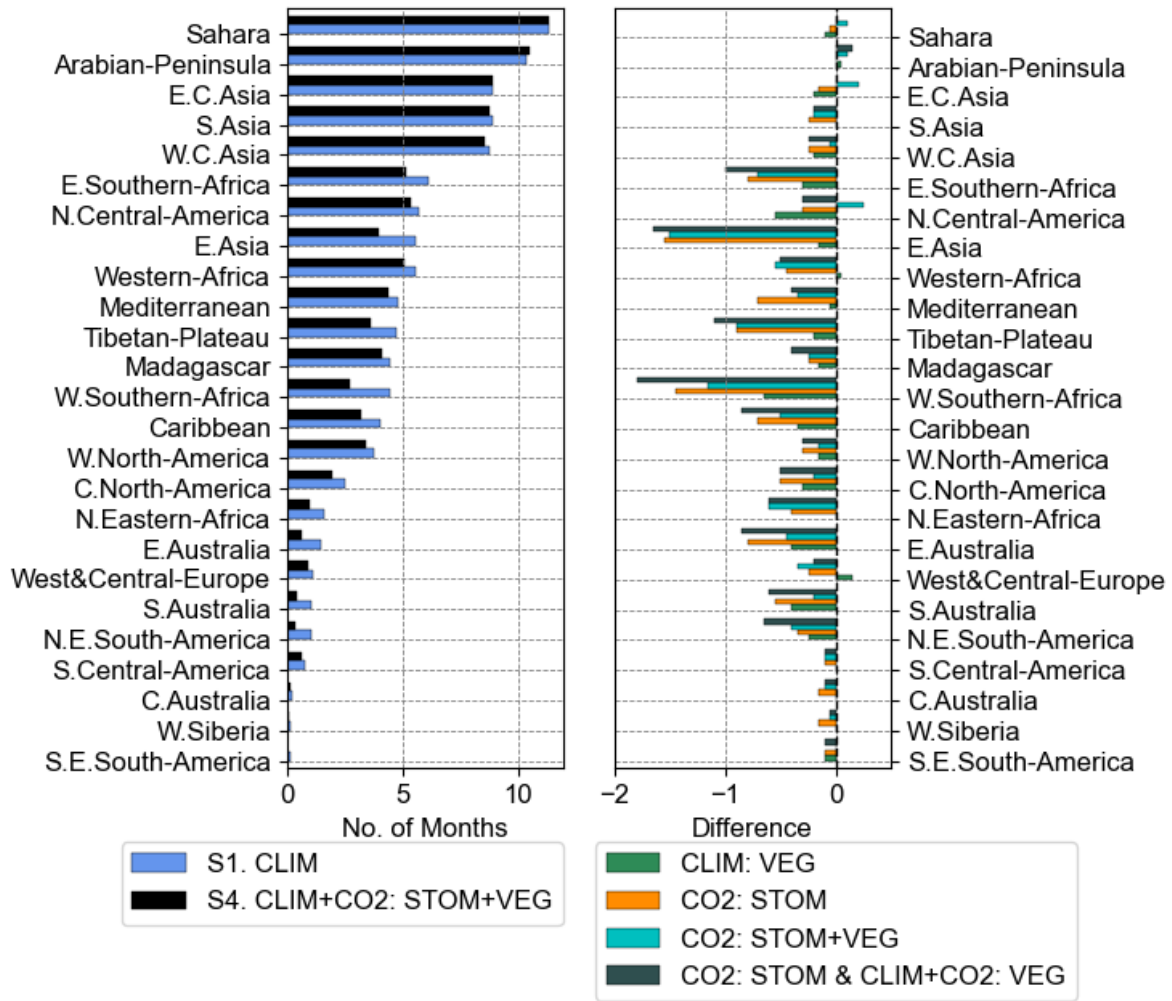 Sahara
Arabian-Peninsula
E.C.Asia
S.Asia
W.C.Asia
E.Southern-Africa
N.Central-America
E.Asia
Western-Africa
Mediterranean
Tibetan-Plateau
Madagascar
W.Southern-Africa
Caribbean
W.North-America
C.North-America
N.Eastern-Africa
E.Australia
West&Central-Europe
S.Australia
N.E.South-America
S.Central-America
C.Australia
W.Siberia
S.E.South-America
0 5 10
No. of Months
S1. CLIM
S4. CLIM+CO2: STOM+VEG
Sahara
Arabian-Peninsula
E.C.Asia
S.Asia
W.C.Asia
E.Southern-Africa
N.Central-America
E.Asia
Western-Africa
Mediterranean
Tibetan-Plateau
Madagascar
W.Southern-Africa
Caribbean
W.North-America
C.North-America
N.Eastern-Africa
E.Australia
West&Central-Europe
S.Australia
N.E.South-America
S.Central-America
C.Australia
W.Siberia
S.E.South-America
−2 −1 0
Difference
CLIM: VEG
CO2: STOM
CO2: STOM+VEG
CO2: STOM & CLIM+CO2: VEG